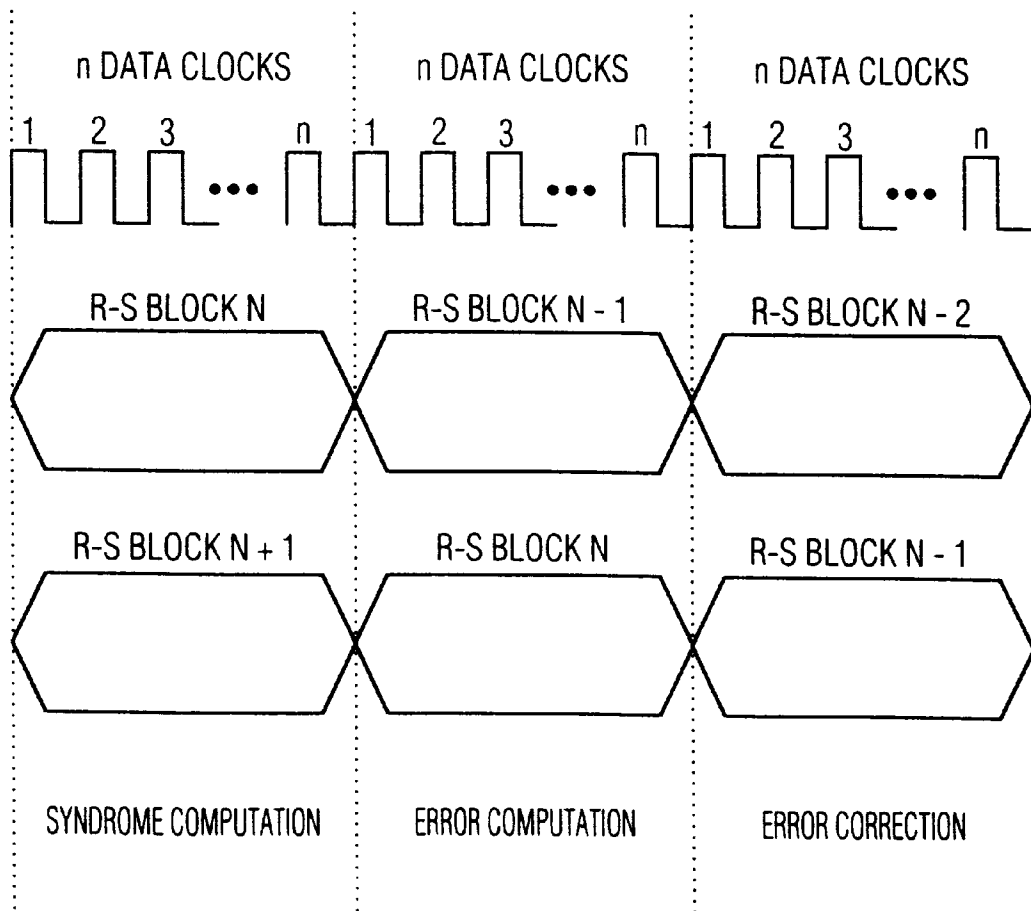 n DATA CLOCKS n DATA CLOCKS n DATA CLOCKS
1 2 3 n 1 2 3 n 1 2 3 n
R-S BLOCK N R-S BLOCK N - 1 R-S BLOCK N - 2
R-S BLOCK N + 1 R-S BLOCK N R-S BLOCK N - 1
SYNDROME COMPUTATION ERROR COMPUTATION ERROR CORRECTION